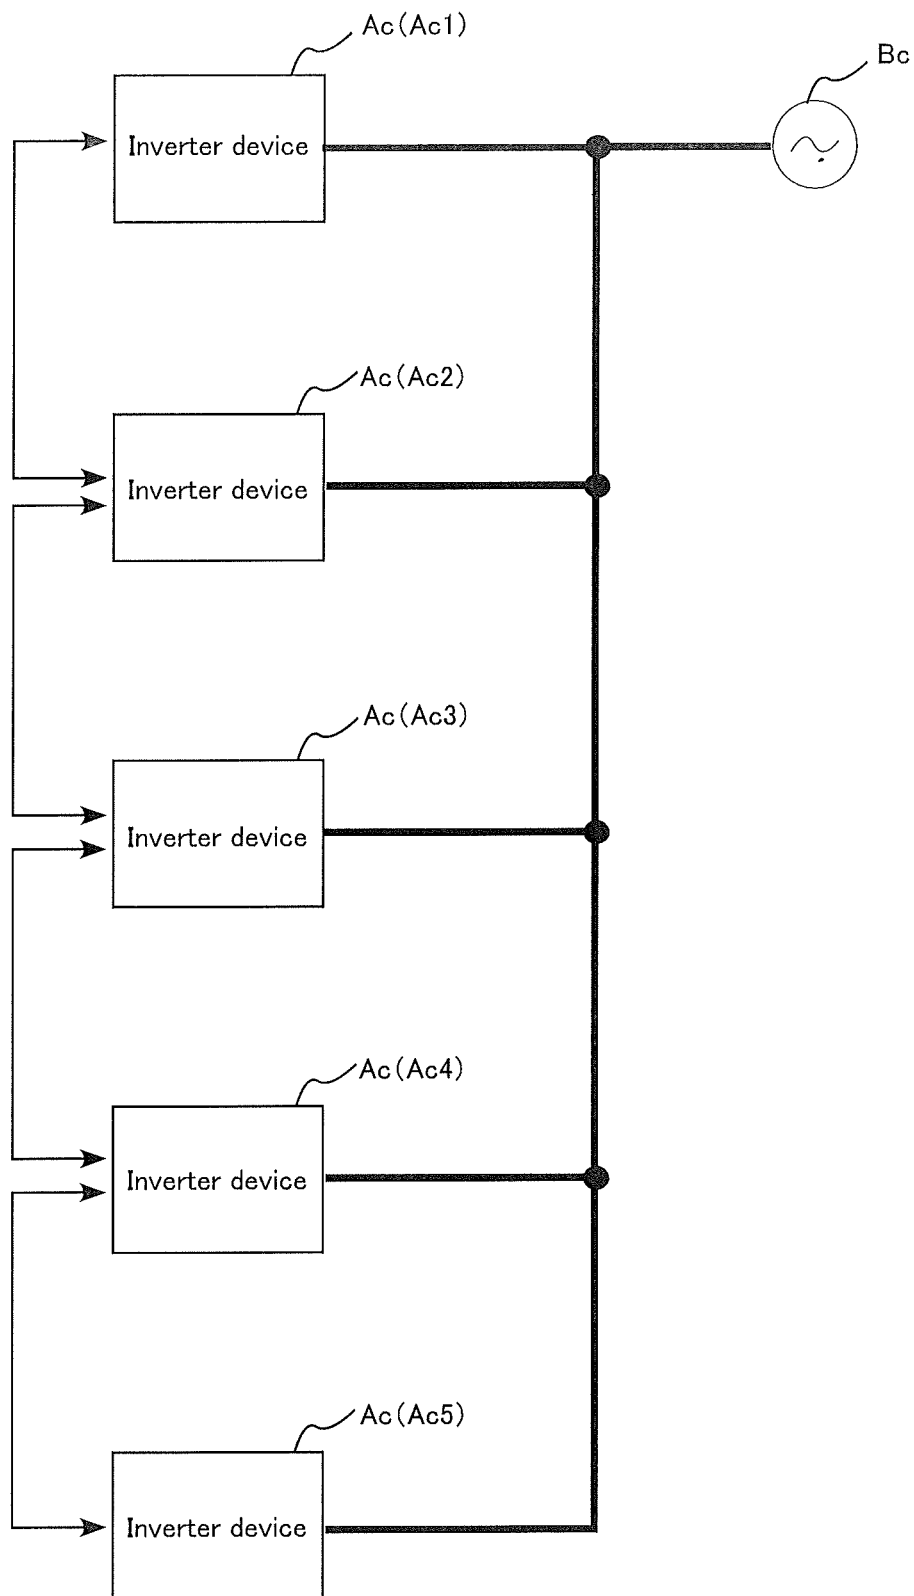 Ac(Ac1)
Bc
Inverter device
Ac(Ac2)
Inverter device
Ac(Ac3)
Inverter device
Ac(Ac4)
Inverter device
Ac(Ac5)
Inverter device